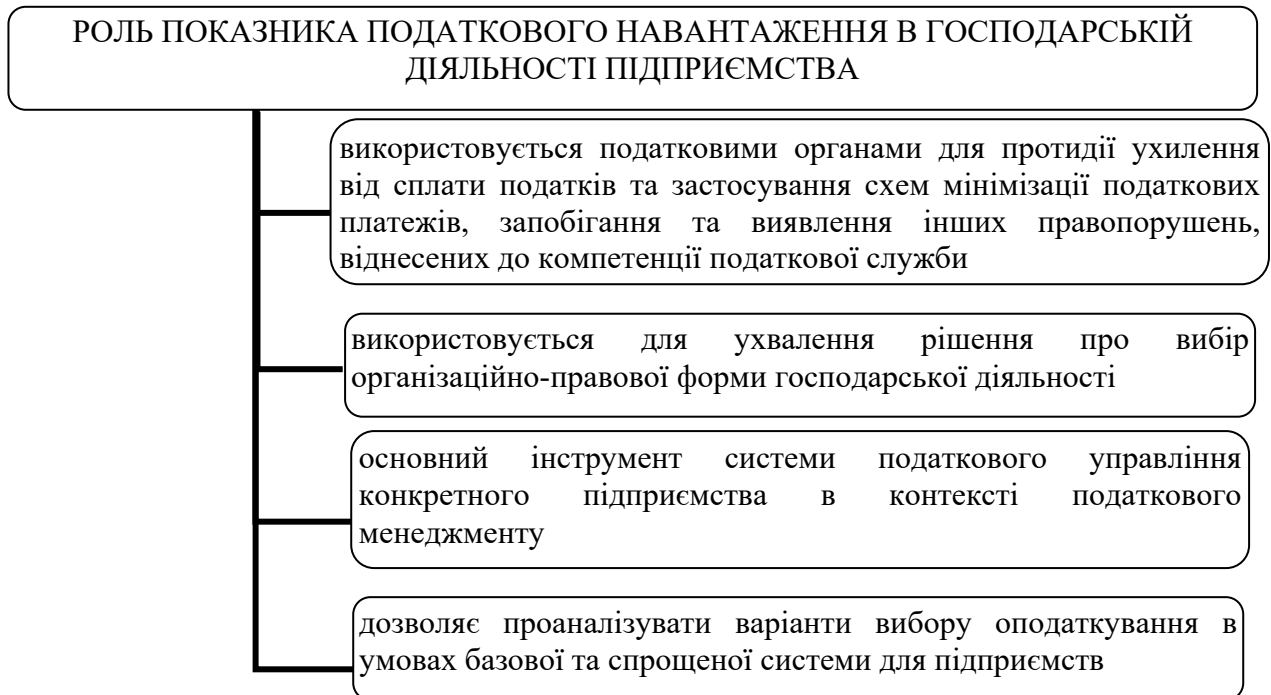 РОЛЬ ПОКАЗНИКА ПОДАТКОВОГО НАВАНТАЖЕННЯ В ГОСПОДАРСЬКІЙ
ДІЯЛЬНОСТІ ПІДПРИЄМСТВА
використовується податковими органами для протидії ухилення
від сплати податків та застосування схем мінімізації податкових
платежів, запобігання та виявлення інших правопорушень,
віднесених до компетенції податкової служби
використовується для ухвалення рішення про вибір
організаційно-правової форми господарської діяльності
основний інструмент системи податкового управління
конкретного підприємства в контексті податкового
менеджменту
дозволяє проаналізувати варіанти вибору оподаткування в
умовах базової та спрощеної системи для підприємств